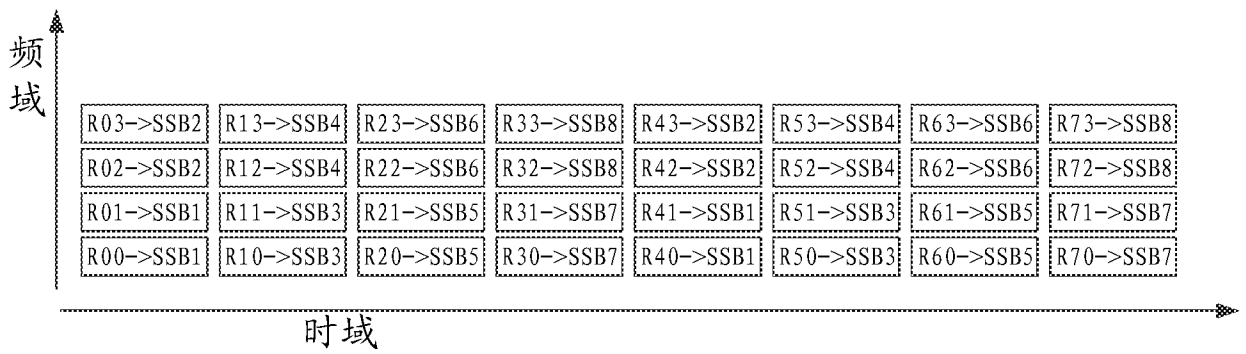 频域
R03->SSB2 R13->SSB4 R23->SSB6 R33->SSB8 R43->SSB2 R53->SSB4 R63->SSB6 R73->SSB8
R02->SSB2 R12->SSB4 R22->SSB6 R32->SSB8 R42->SSB2 R52->SSB4 R62->SSB6 R72->SSB8
R01->SSB1 R11->SSB3 R21->SSB5 R31->SSB7 R41->SSB1 R51->SSB3 R61->SSB5 R71->SSB7
R00->SSB1 R10->SSB3 R20->SSB5 R30->SSB7 R40->SSB1 R50->SSB3 R60->SSB5 R70->SSB7
时域